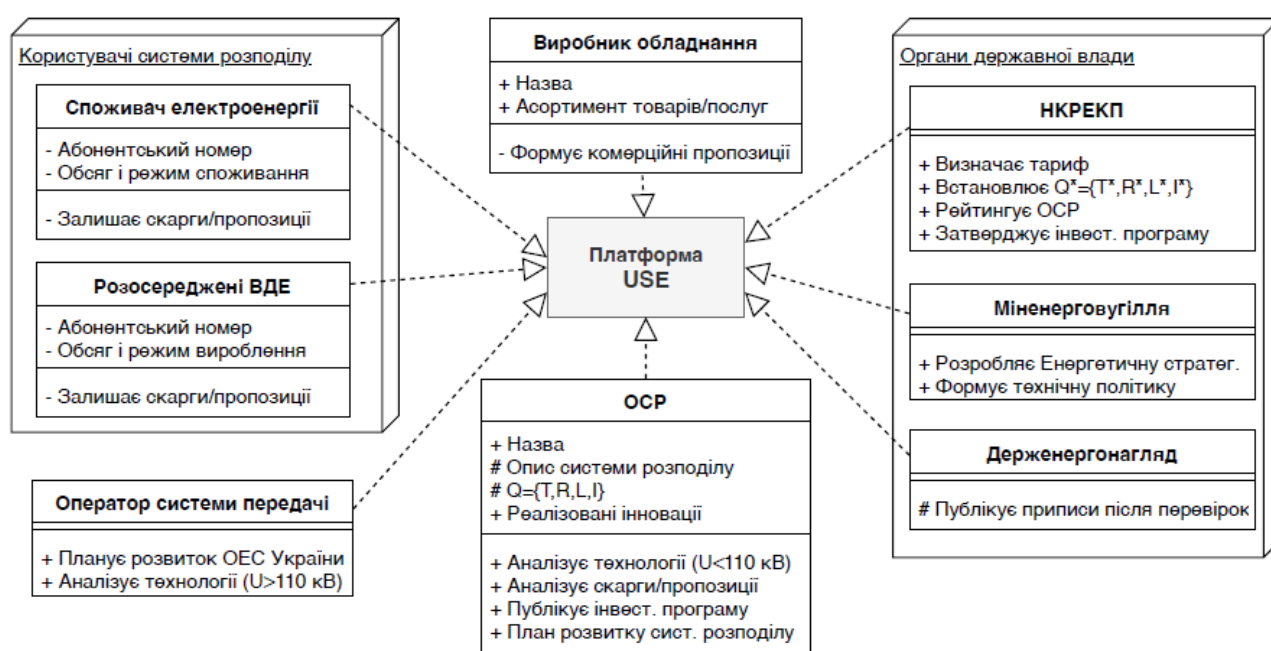 Користувачі системи розподілу
Споживач електроенергії
- Абонентський номер
- Обсяг і режим споживання
- Залишає скарги/пропозиції
Розосереджені ВДЕ
- Абонентський номер
- Обсяг і режим вироблення
- Залишає скарги/пропозиції
Оператор системи передачі
+ Планує розвиток ОЕС України
+ Аналізує технології (U>110 кВ)
Виробник обладнання
+ Назва
+ Асортимент товарів/послуг
- Формує комерційні пропозиції
Платформа
USE
ОСР
+ Назва
# Опис системи розподілу
# Q={T,R,L,I}
+ Реалізовані інновації
+ Аналізує технології (U<110 кВ)
+ Аналізує скарги/пропозиції
+ Публікує інвест. програму
+ План розвитку сист. розподілу
Органи державної влади
НКРЕКП
+ Визначає тариф
+ Встановлює Q*={T*,R*,L*,I*}
+ Рейтингує ОСР
+ Затверджує інвест. програму
Міненерговугілля
+ Розробляє Енергетичну стратег.
+ Формує технічну політику
Держенергонагляд
# Публікує приписи після перевірок